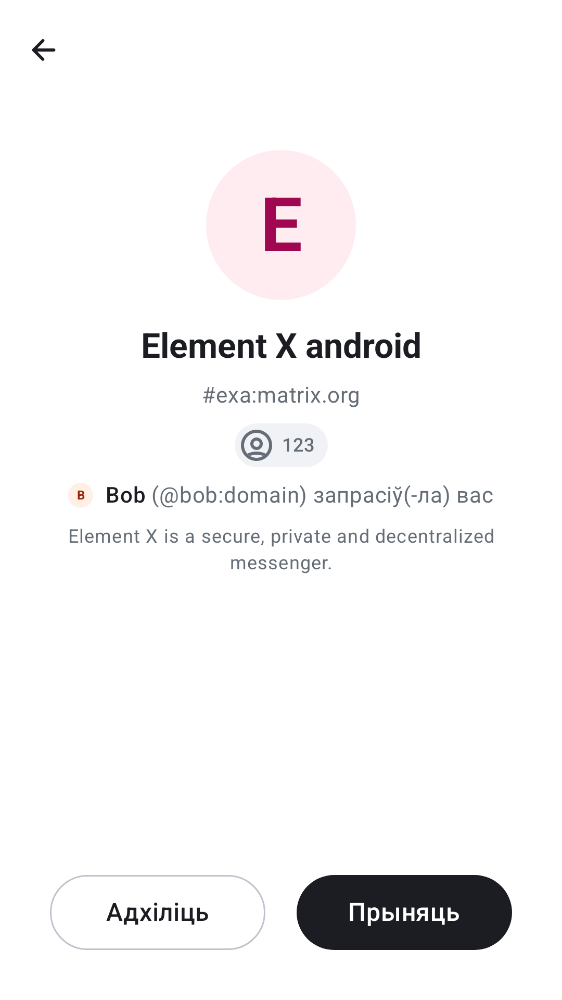 E
Element X android
#exa:matrix.org
123
B Bob (@bob:domain) запрасіў(-ла) вас
Element X is a secure, private and decentralized
messenger.
Адхіліць
Прыняць